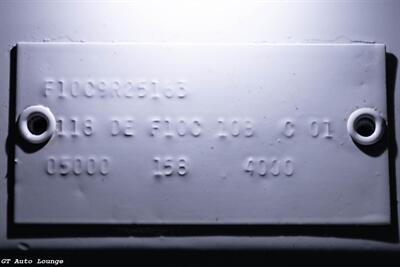 F10C9R25163
118 DE F10C 108 C 01
05000 158 4000
GT Auto Lounge